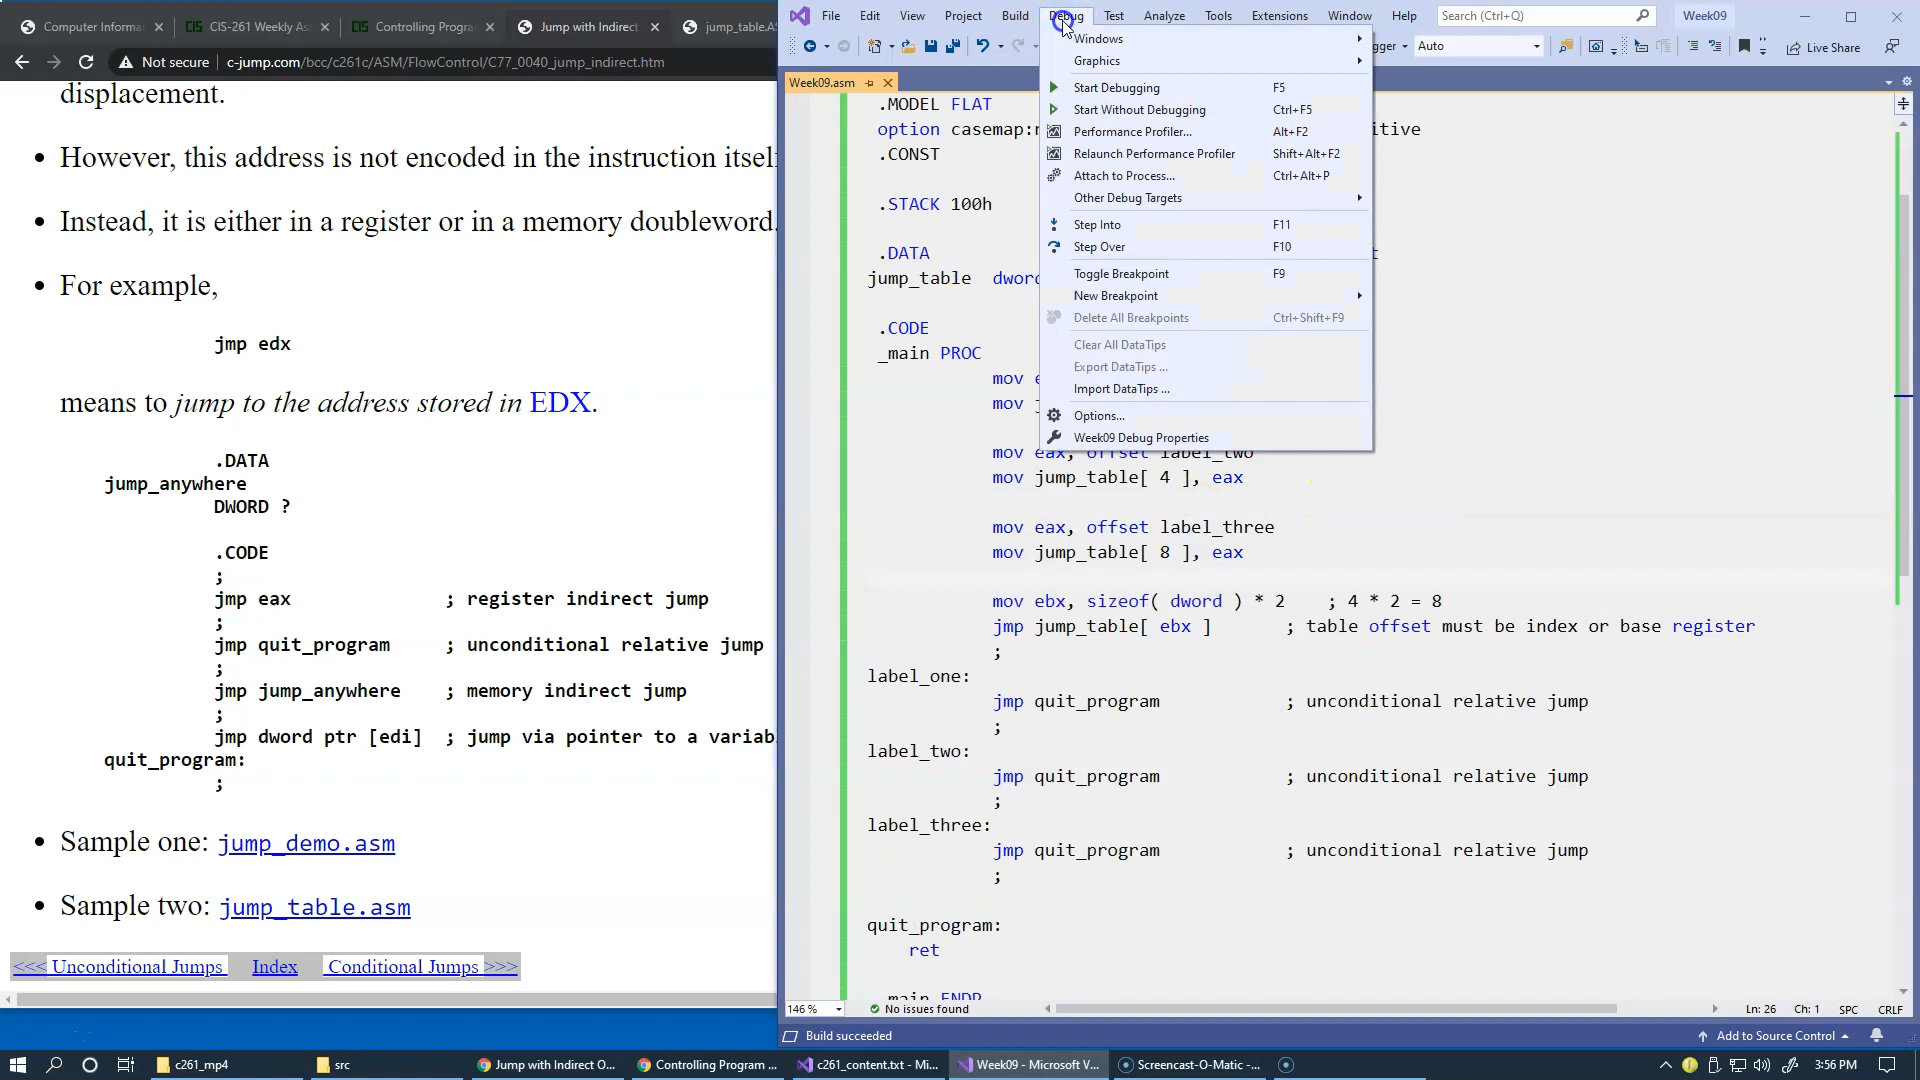 Computer Informa
CIS-261 Weekly As
Controlling Progra
Jump with Indirect
jump_table.A
Not secure
c-jump.com/bcc/c261c/ASM/FlowControl/C77_0040_jump_indirect.htm
displacement.
However, this address is not encoded in the instruction itsel
Instead, it is either in a register or in a memory doubleword.
For example,
jmp edx
means to jump to the address stored in EDX.
.DATA
jump_anywhere
DWORD ?
.CODE
;
jmp eax ; register indirect jump
;
jmp quit_program ; unconditional relative jump
;
jmp jump_anywhere ; memory indirect jump
;
jmp dword ptr [edi] ; jump via pointer to a variab
quit_program:
;
Sample one: jump_demo.asm
Sample two: jump_table.asm
<<< Unconditional Jumps Index Conditional Jumps >>>
File Edit View Project Build Debug Test Analyze Tools Extensions Window Help
Search (Ctrl+Q)
Week09
gger Auto
Live Share
Week09.asm
Windows
Graphics
Start Debugging F5
Start Without Debugging Ctrl+F5
Performance Profiler... Alt+F2
Relaunch Performance Profiler Shift+Alt+F2
Attach to Process... Ctrl+Alt+P
Other Debug Targets
Step Into F11
Step Over F10
Toggle Breakpoint F9
New Breakpoint
Delete All Breakpoints Ctrl+Shift+F9
Clear All DataTips
Export DataTips ...
Import DataTips ...
Options...
Week09 Debug Properties
.MODEL FLAT
option casemap: itive
.CONST
.STACK 100h
.DATA t
jump_table dword
.CODE
_main PROC
mov
mov
mov eax, offset label_two
mov jump_table[ 4 ], eax
mov eax, offset label_three
mov jump_table[ 8 ], eax
mov ebx, sizeof( dword ) * 2 ; 4 * 2 = 8
jmp jump_table[ ebx ] ; table offset must be index or base register
;
label_one:
jmp quit_program ; unconditional relative jump
;
label_two:
jmp quit_program ; unconditional relative jump
;
label_three:
jmp quit_program ; unconditional relative jump
;
quit_program:
ret
_main ENDP
146 %
No issues found
Ln: 26 Ch: 1 SPC CRLF
Build succeeded
Add to Source Control
c261_mp4
src
Jump with Indirect O...
Controlling Program ...
c261_content.txt - Mi...
Week09 - Microsoft V...
Screencast-O-Matic -...
3:56 PM